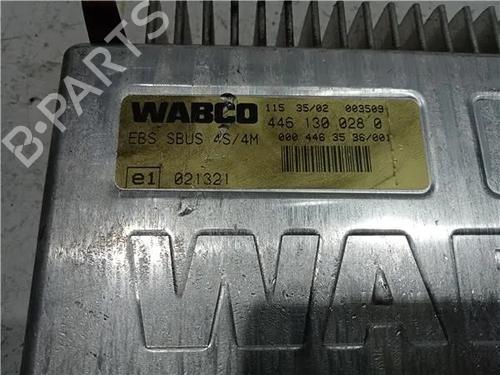 WABCO 115 35/02 003509
446 130 028 0
EBS SBUS 4S/4M 000 446 35 36/001
e1 021321
WAB
B-PARTS